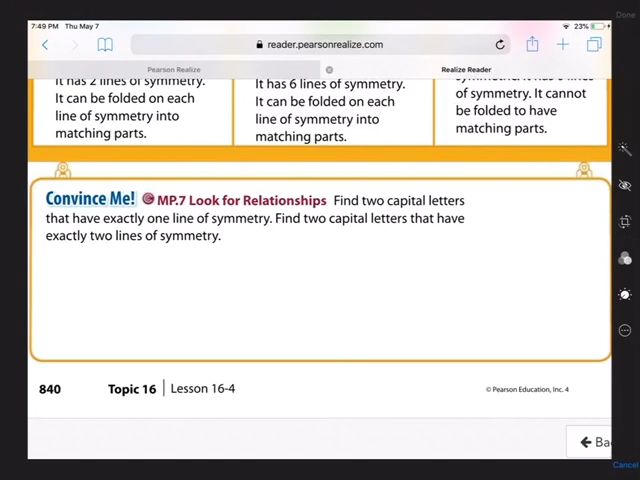 7:49 PM Thu May 7
23%
Done
reader.pearsonrealize.com
Pearson Realize
Realize Reader
It has 2 lines of symmetry.
It can be folded on each
line of symmetry into
matching parts.
It has 6 lines of symmetry.
It can be folded on each
line of symmetry into
matching parts.
of symmetry. It cannot
be folded to have
matching parts.
Convince Me! MP.7 Look for Relationships Find two capital letters
that have exactly one line of symmetry. Find two capital letters that have
exactly two lines of symmetry.
840 Topic 16 | Lesson 16-4
© Pearson Education, Inc. 4
Ba
Cancel